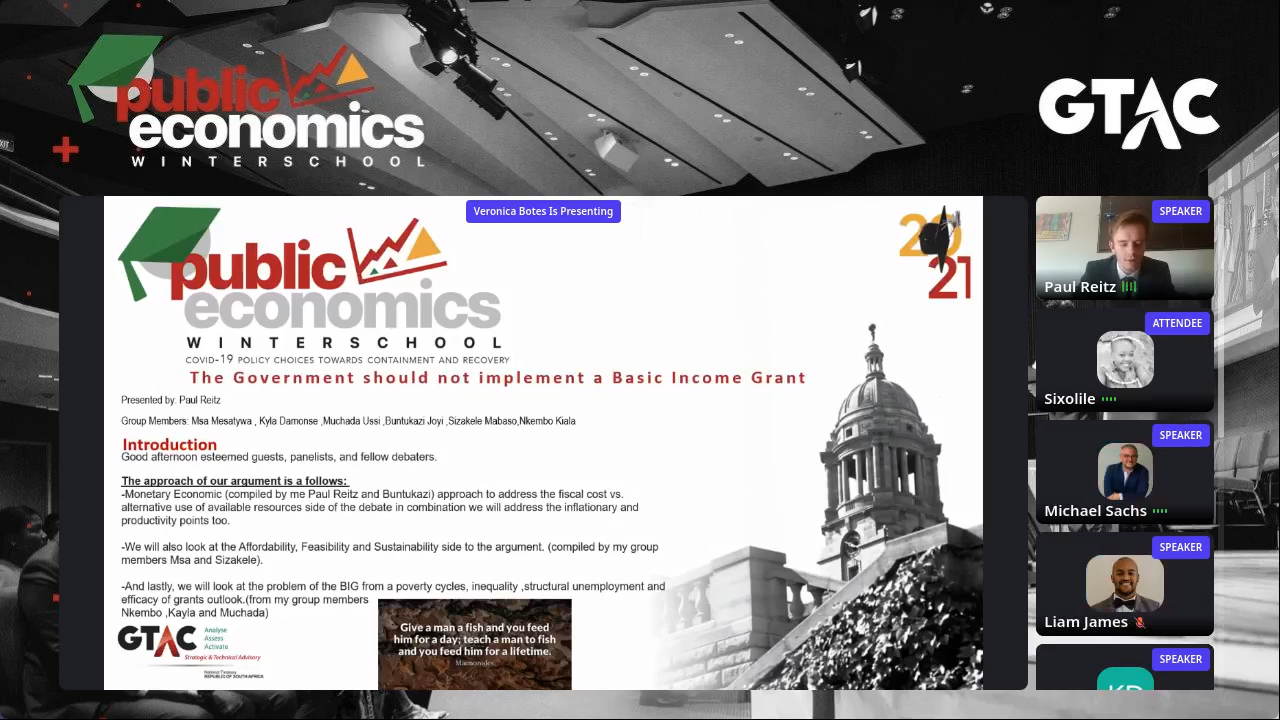 public
economics
WINTERSCHOOL
GTAC
EXIT
Veronica Botes Is Presenting
public
economics
WINTERSCHOOL
COVID-19 POLICY CHOICES TOWARDS CONTAINMENT AND RECOVERY
2021
The Government should not implement a Basic Income Grant
Presented by: Paul Reitz
Group Members: Msa Mesatywa , Kyla Damonse ,Muchada Ussi ,Buntukazi Joyi ,Sizakele Mabaso,Nkembo Kiala
Introduction
Good afternoon esteemed guests, panelists, and fellow debaters.
The approach of our argument is a follows:
-Monetary Economic (compiled by me Paul Reitz and Buntukazi) approach to address the fiscal cost vs.
alternative use of available resources side of the debate in combination we will address the inflationary and
productivity points too.
-We will also look at the Affordability, Feasibility and Sustainability side to the argument. (compiled by my group
members Msa and Sizakele).
-And lastly, we will look at the problem of the BIG from a poverty cycles, inequality ,structural unemployment and
efficacy of grants outlook.(from my group members
Nkembo ,Kayla and Muchada)
GTAC
Analyse
Assess
Activate
Strategic & Technical Advisory
National Treasury
REPUBLIC OF SOUTH AFRICA
Give a man a fish and you feed
him for a day; teach a man to fish
and you feed him for a lifetime.
Maimonides
SPEAKER
Paul Reitz
ATTENDEE
Sixolile
SPEAKER
Michael Sachs
SPEAKER
Liam James
SPEAKER
KD